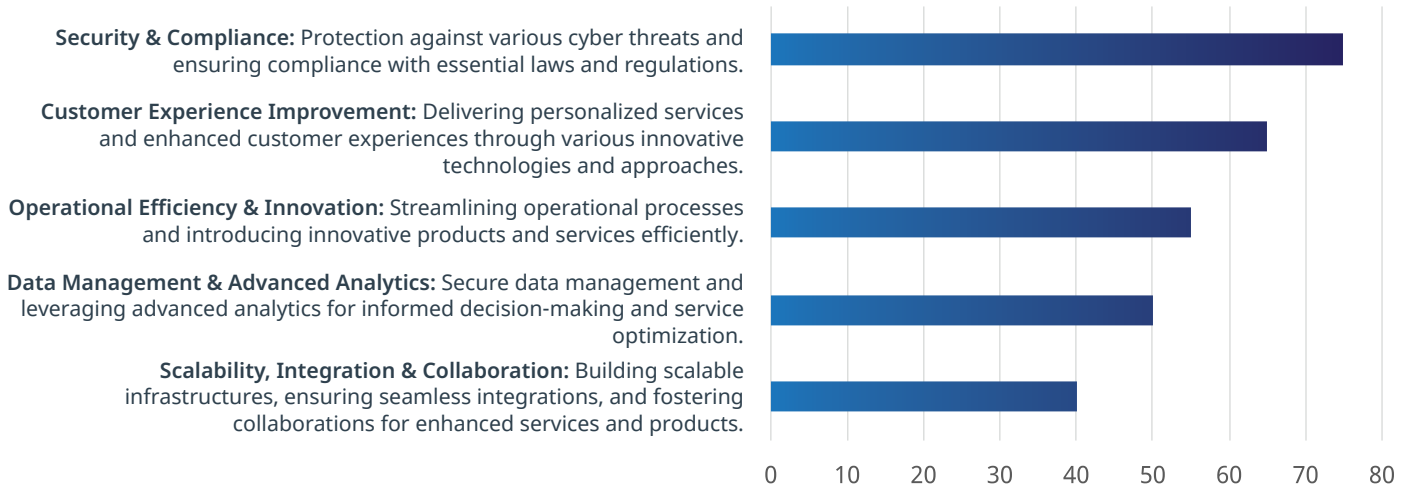 Security & Compliance: Protection against various cyber threats and
ensuring compliance with essential laws and regulations.
Customer Experience Improvement: Delivering personalized services
and enhanced customer experiences through various innovative
technologies and approaches.
Operational Efficiency & Innovation: Streamlining operational processes
and introducing innovative products and services efficiently.
Data Management & Advanced Analytics: Secure data management and
leveraging advanced analytics for informed decision-making and service
optimization.
Scalability, Integration & Collaboration: Building scalable
infrastructures, ensuring seamless integrations, and fostering
collaborations for enhanced services and products.
0 10 20 30 40 50 60 70 80